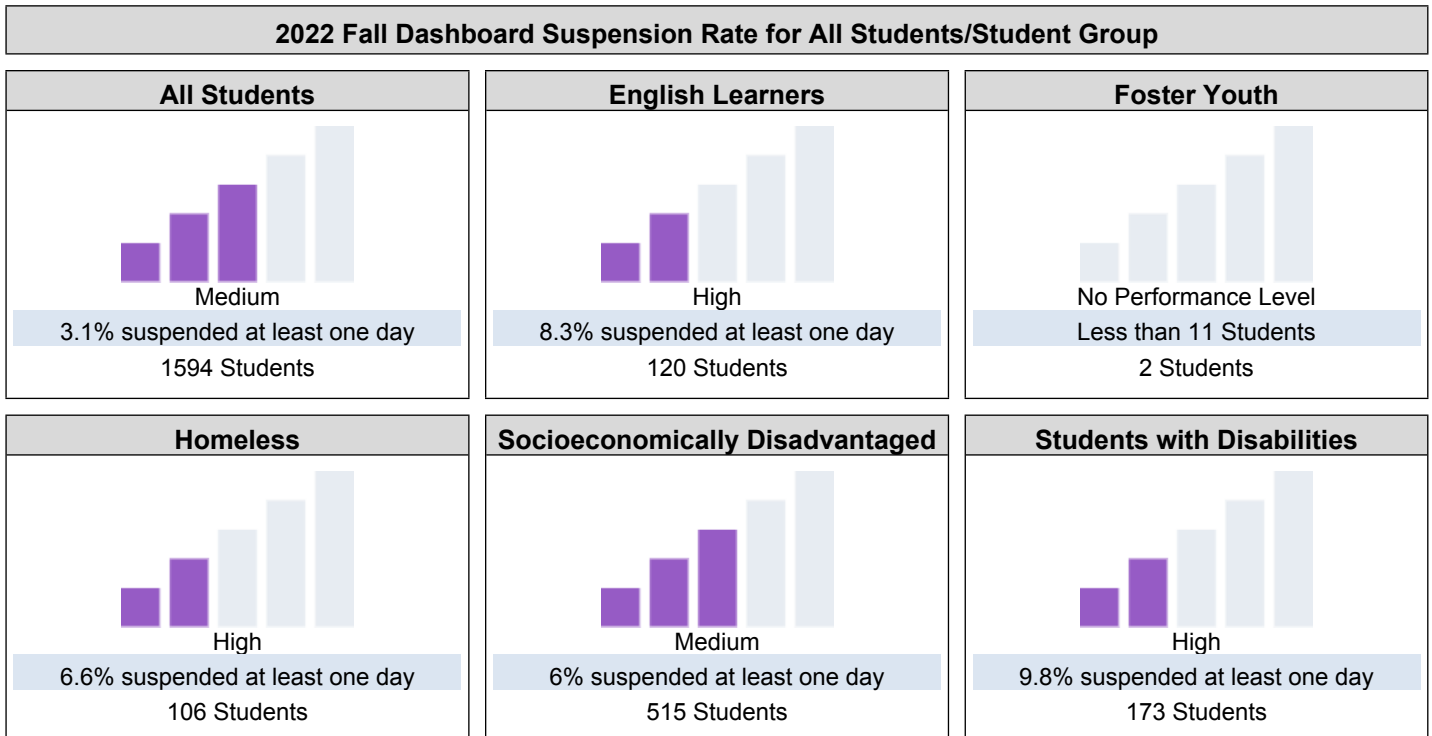 2022 Fall Dashboard Suspension Rate for All Students/Student Group
All Students
Medium
3.1% suspended at least one day
1594 Students
English Learners
High
8.3% suspended at least one day
120 Students
Foster Youth
No Performance Level
Less than 11 Students
2 Students
Homeless
High
6.6% suspended at least one day
106 Students
Socioeconomically Disadvantaged
Medium
6% suspended at least one day
515 Students
Students with Disabilities
High
9.8% suspended at least one day
173 Students